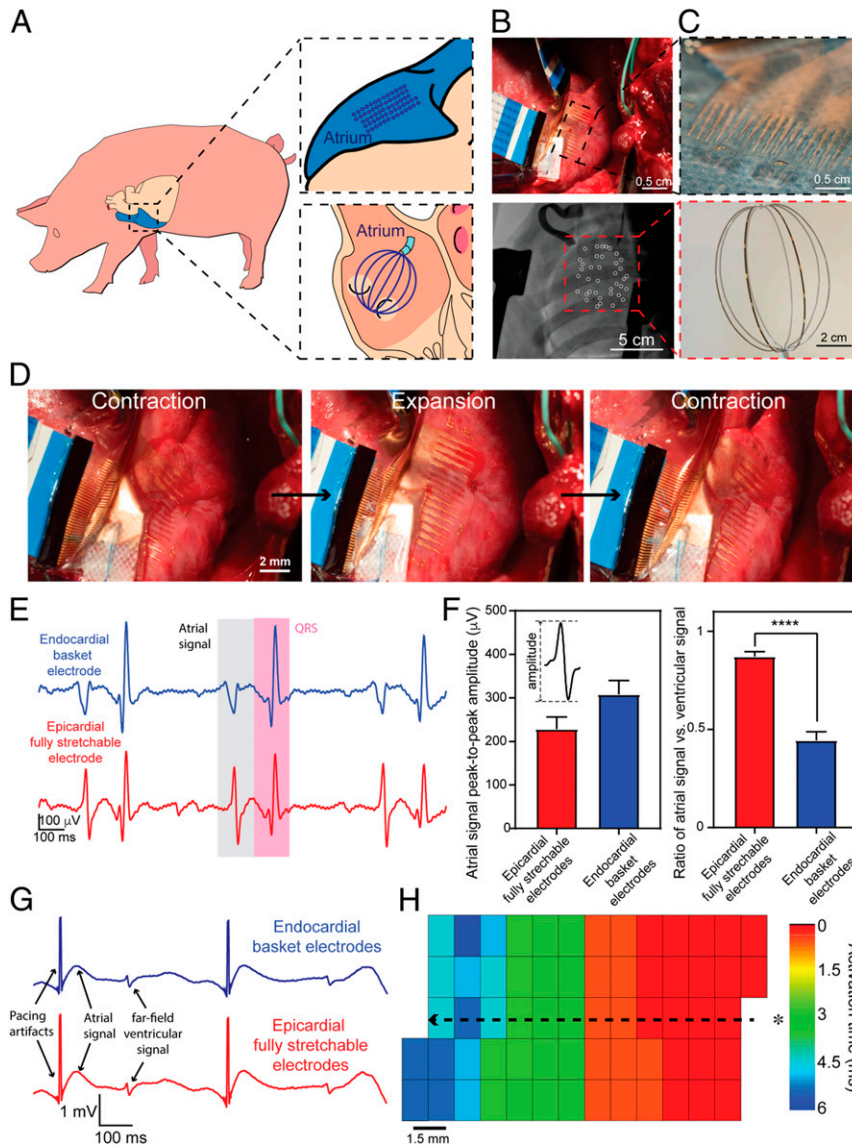 A
Atrium
Atrium
B
0.5 cm
5 cm
C
0.5 cm
2 cm
D
Contraction
Expansion
Contraction
2 mm
E
Endocardial
basket
electrode
Atrial
signal
QRS
Epicardial
fully stretchable
electrode
100 μV
100 ms
F
Atrial signal peak-to-peak amplitude (μV)
500
400
300
200
100
0
amplitude
Epicardial
fully strechable
electrodes
Endocardial
basket
electrodes
Ratio of atrial signal vs. ventricular signal
1
0.5
0
****
Epicardial
fully strechable
electrodes
Endocardial
basket
electrodes
G
Endocardial
basket electrodes
Pacing
artifacts
Atrial
signal
far-field
ventricular
signal
Epicardial
fully stretchable
electrodes
1 mV
100 ms
H
*
1.5 mm
0
1.5
3
4.5
6